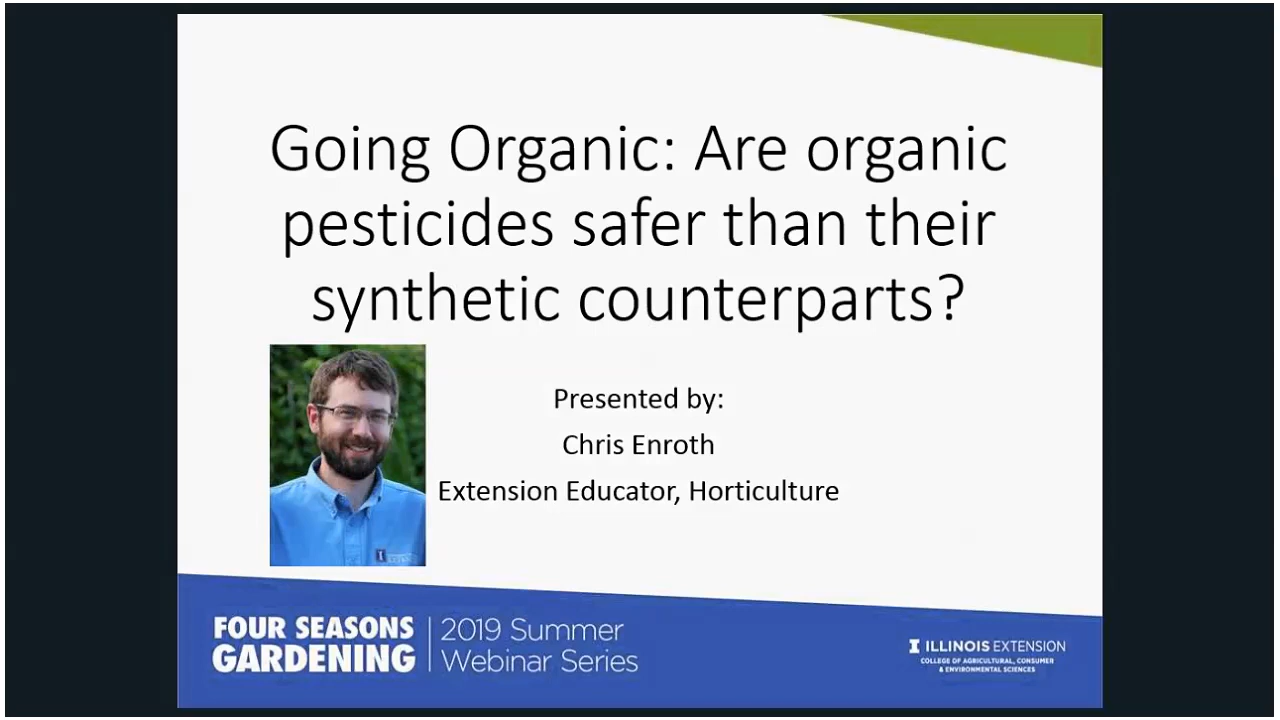 Going Organic: Are organic
pesticides safer than their
synthetic counterparts?
Presented by:
Chris Enroth
Extension Educator, Horticulture
FOUR SEASONS
GARDENING
2019 Summer
Webinar Series
I ILLINOIS EXTENSION
COLLEGE OF AGRICULTURAL, CONSUMER
& ENVIRONMENTAL SCIENCES